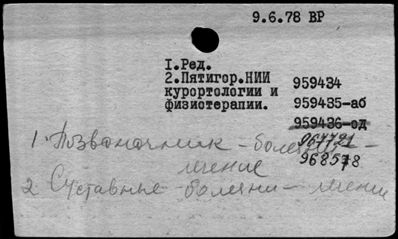 9.6.78 ВР
I.Ред.
2.Пятигор.НИИ
курортологии и
физиотерапии.
959434
959435-аб
959436-од
967721
968578
1. Позвоночник - болезни -
лечение
2. Суставные болезни - лечение